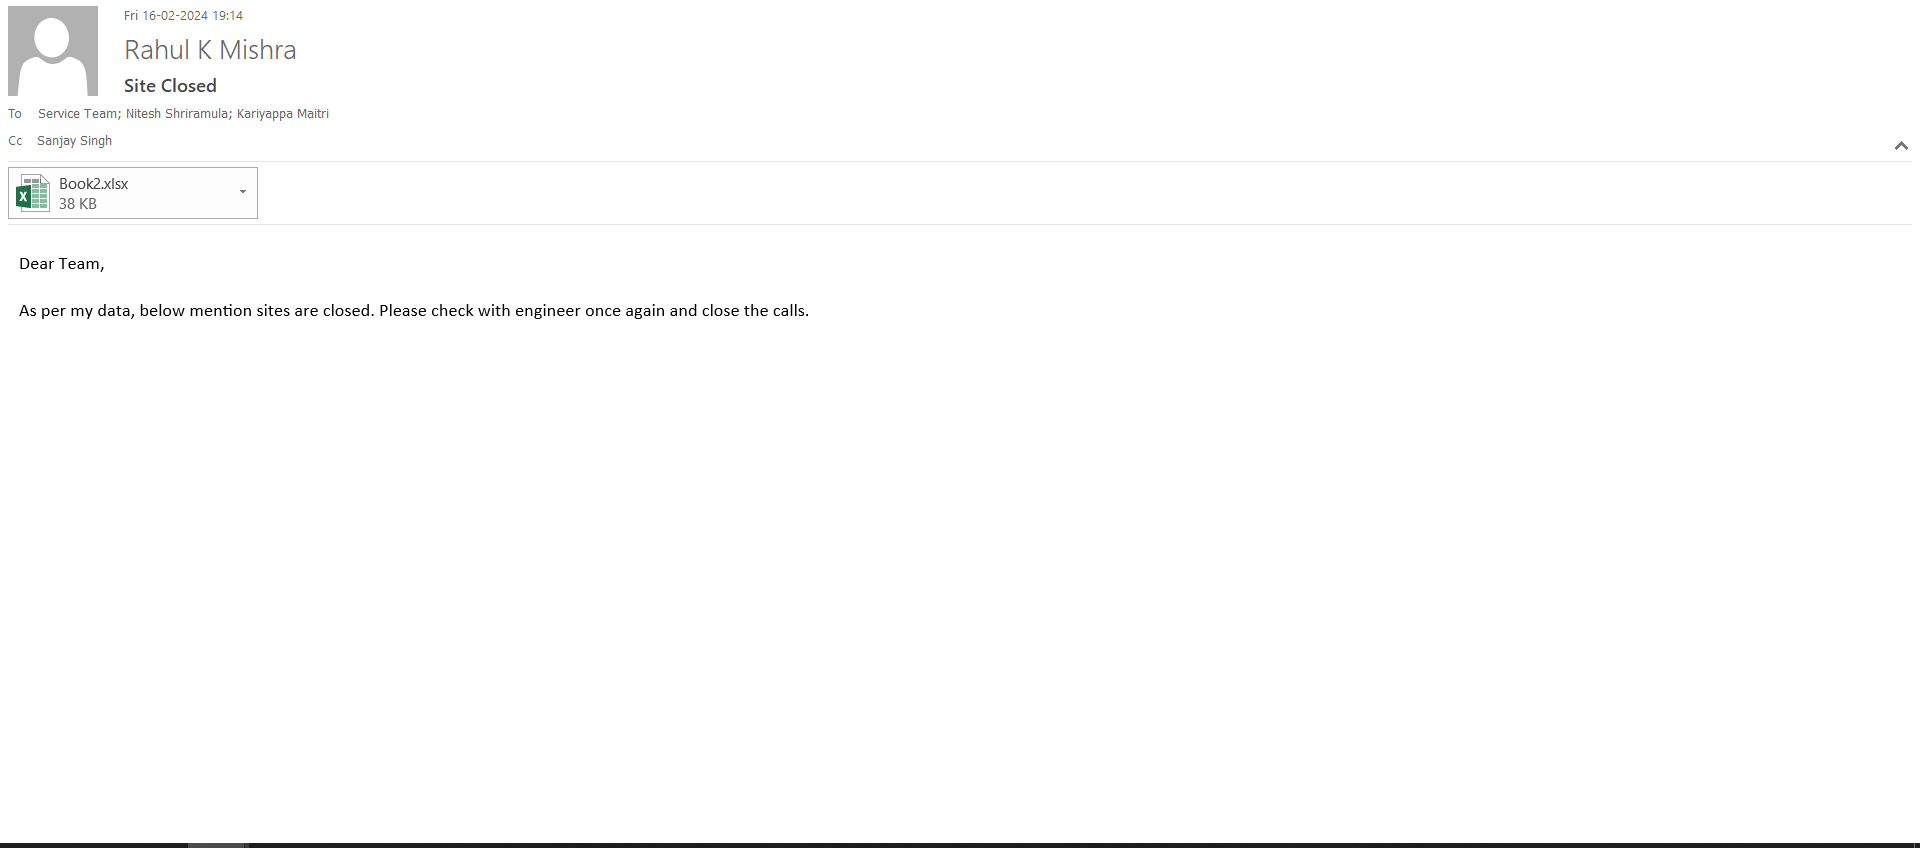 Fri 16-02-2024 19:14
Rahul K Mishra
Site Closed
To Service Team; Nitesh Shriramula; Kariyappa Maitri
Cc Sanjay Singh
Book2.xlsx
38 KB
Dear Team,
As per my data, below mention sites are closed. Please check with engineer once again and close the calls.